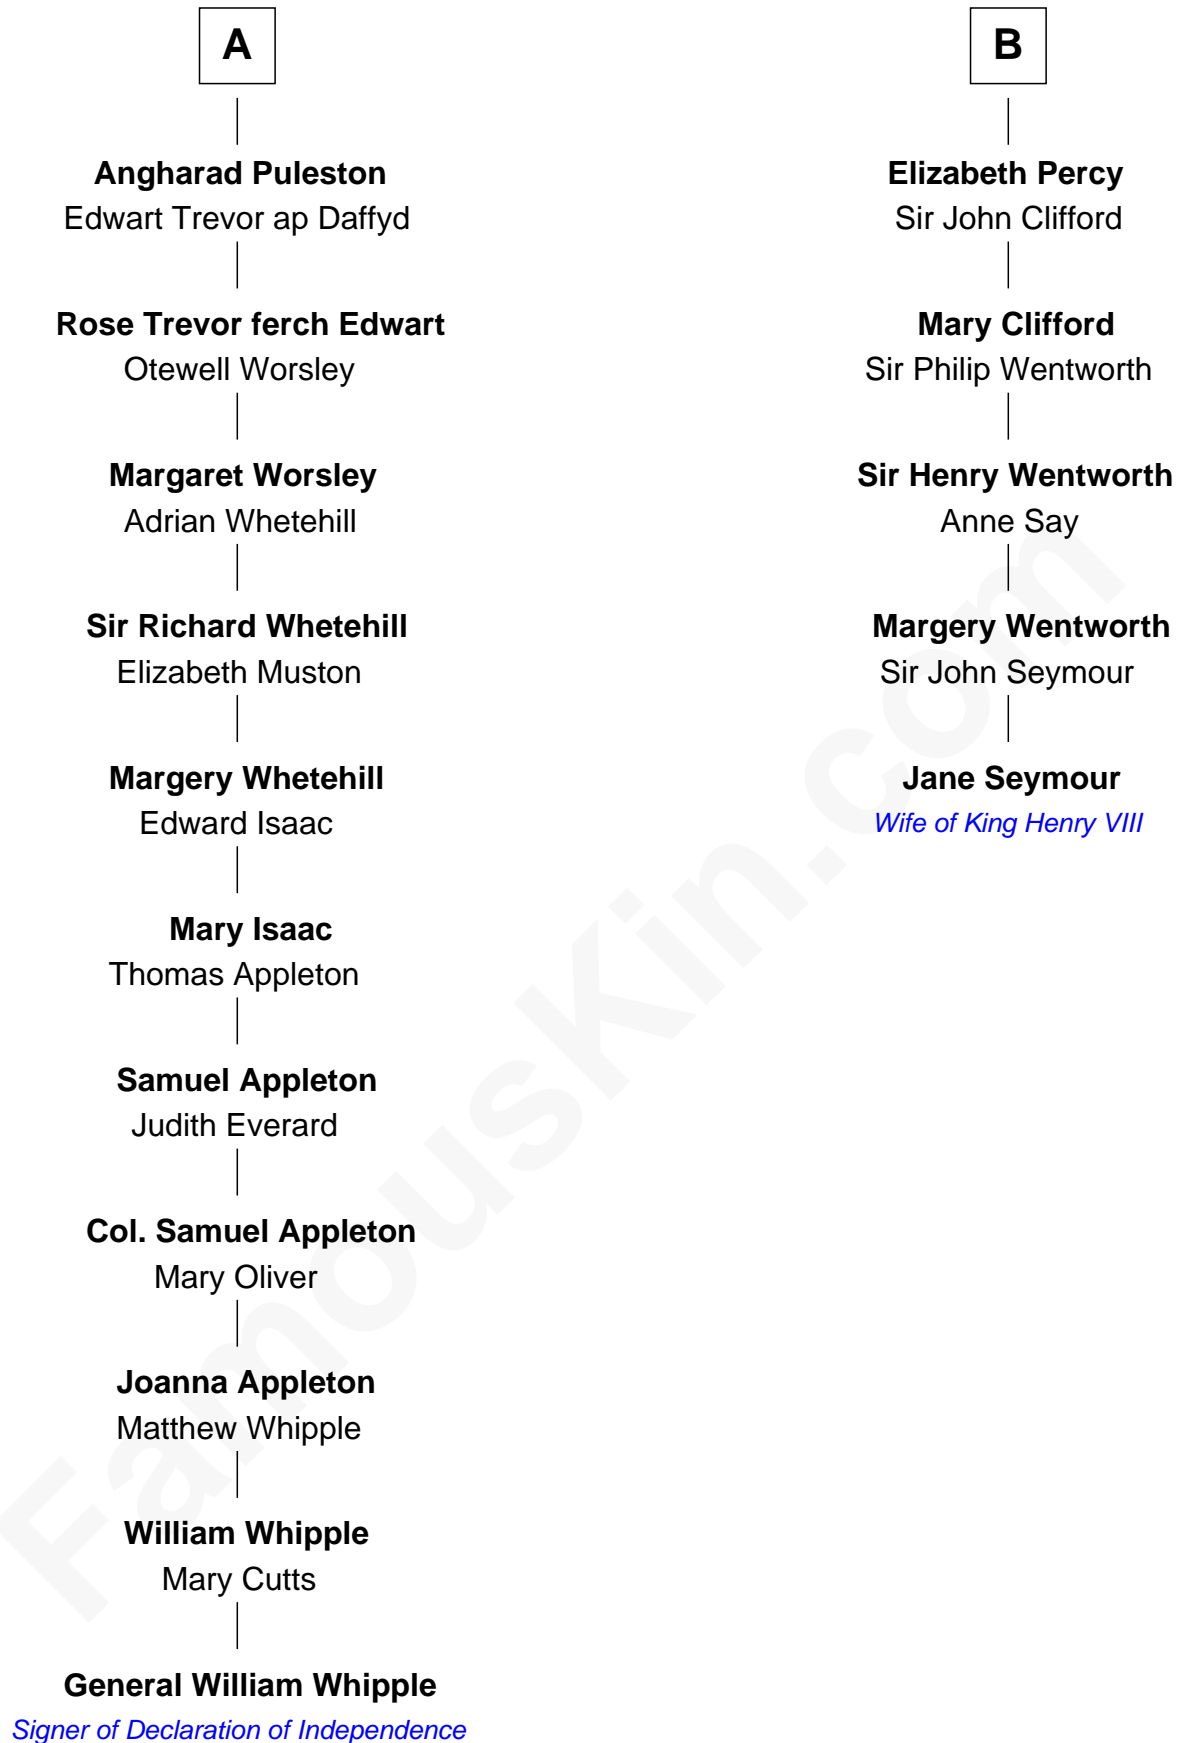 A
Angharad Puleston
Edwart Trevor ap Daffyd
Rose Trevor ferch Edwart
Otewell Worsley
Margaret Worsley
Adrian Whetehill
Sir Richard Whetehill
Elizabeth Muston
Margery Whetehill
Edward Isaac
Mary Isaac
Thomas Appleton
Samuel Appleton
Judith Everard
Col. Samuel Appleton
Mary Oliver
Joanna Appleton
Matthew Whipple
William Whipple
Mary Cutts
General William Whipple
Signer of Declaration of Independence
B
Elizabeth Percy
Sir John Clifford
Mary Clifford
Sir Philip Wentworth
Sir Henry Wentworth
Anne Say
Margery Wentworth
Sir John Seymour
Jane Seymour
Wife of King Henry VIII
FamousKin.com